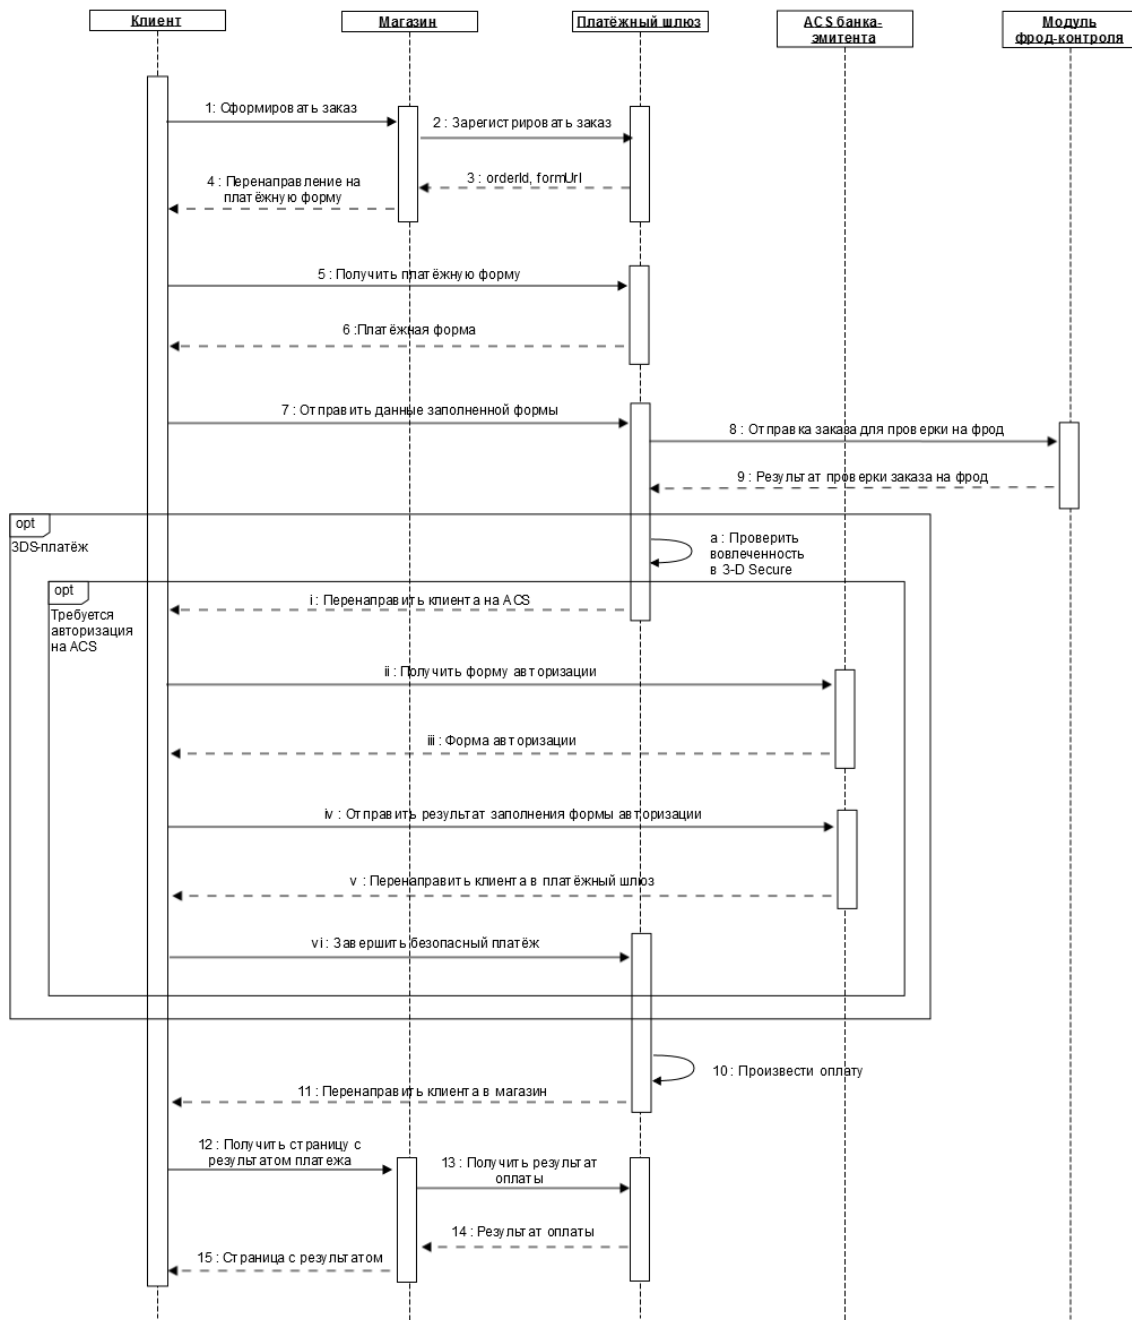 Клиент
Магазин
Платёжный шлюз
ACS банка-
эмитента
Модуль
фрод-контроля
1: Сформировать заказ
2 : Зарегистрировать заказ
3 : orderId, formUrl
4 : Перенаправление на
платёжную форму
5 : Получить платёжную форму
6 :Платёжная форма
7 : Отправить данные заполненной формы
8 : Отправка заказа для проверки на фрод
9 : Результат проверки заказа на фрод
opt
3DS-платёж
a : Проверить
вовлеченность
в 3-D Secure
opt
Требуется
авторизация
на ACS
i : Перенаправить клиента на ACS
ii : Получить форму авторизации
iii : Форма авторизации
iv : Отправить результат заполнения формы авторизации
v : Перенаправить клиента в платёжный шлюз
vi : Завершить безопасный платёж
10 : Произвести оплату
11 : Перенаправить клиента в магазин
12 : Получить страницу с
результатом платежа
13 : Получить результат
оплаты
14 : Результат оплаты
15 : Страница с результатом